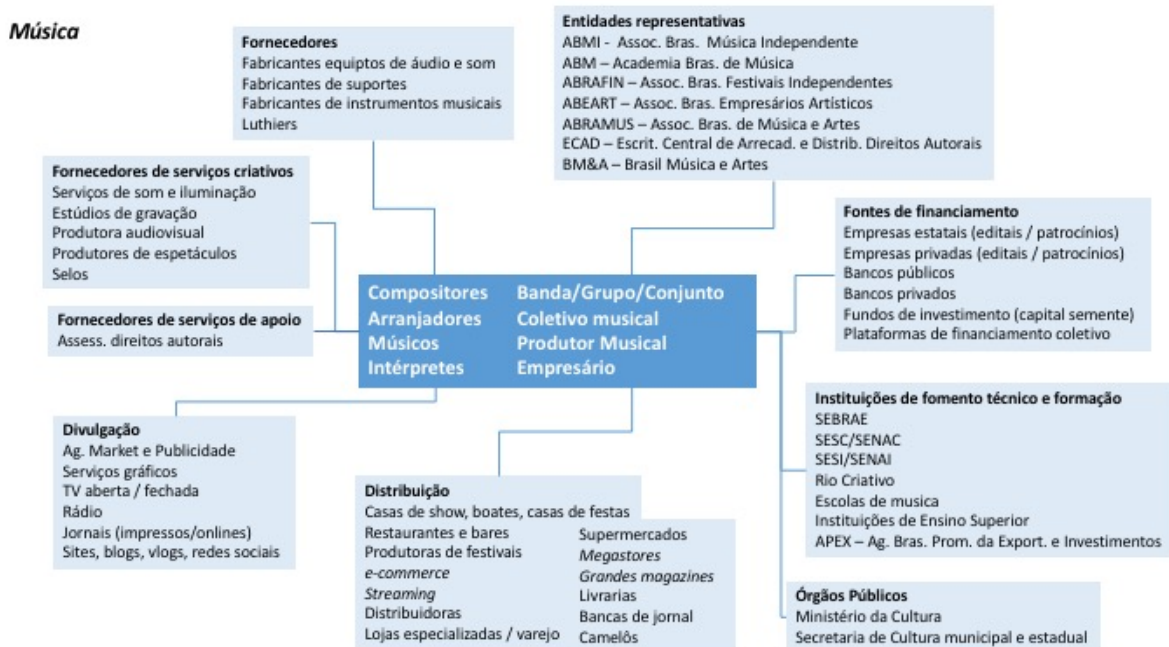 Música
Fornecedores
Fabricantes equiptos de áudio e som
Fabricantes de suportes
Fabricantes de instrumentos musicais
Luthiers
Entidades representativas
ABMI - Assoc. Bras. Música Independente
ABM – Academia Bras. de Música
ABRAFIN – Assoc. Bras. Festivais Independentes
ABEART – Assoc. Bras. Empresários Artísticos
ABRAMUS – Assoc. Bras. de Música e Artes
ECAD – Escrit. Central de Arrecad. e Distrib. Direitos Autorais
BM&A – Brasil Música e Artes
Fornecedores de serviços criativos
Serviços de som e iluminação
Estúdios de gravação
Produtora audiovisual
Produtores de espetáculos
Selos
Fornecedores de serviços de apoio
Assess. direitos autorais
Compositores Banda/Grupo/Conjunto
Arranjadores Coletivo musical
Músicos Produtor Musical
Intérpretes Empresário
Fontes de financiamento
Empresas estatais (editais / patrocínios)
Empresas privadas (editais / patrocínios)
Bancos públicos
Bancos privados
Fundos de investimento (capital semente)
Plataformas de financiamento coletivo
Divulgação
Ag. Market e Publicidade
Serviços gráficos
TV aberta / fechada
Rádio
Jornais (impressos/onlines)
Sites, blogs, vlogs, redes sociais
Distribuição
Casas de show, boates, casas de festas
Restaurantes e bares
Produtoras de festivais
e-commerce
Streaming
Distribuidoras
Lojas especializadas / varejo
Supermercados
Megastores
Grandes magazines
Livrarias
Bancas de jornal
Camelôs
Instituições de fomento técnico e formação
SEBRAE
SESC/SENAC
SESI/SENAI
Rio Criativo
Escolas de musica
Instituições de Ensino Superior
APEX – Ag. Bras. Prom. da Export. e Investimentos
Órgãos Públicos
Ministério da Cultura
Secretaria de Cultura municipal e estadual